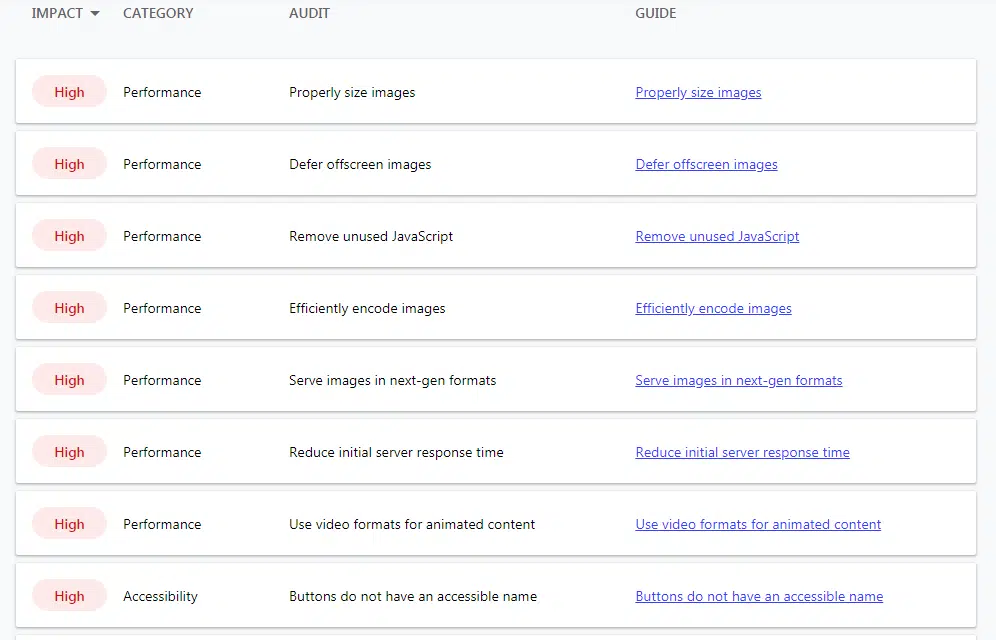 IMPACT CATEGORY AUDIT GUIDE
High Performance Properly size images Properly size images
High Performance Defer offscreen images Defer offscreen images
High Performance Remove unused JavaScript Remove unused JavaScript
High Performance Efficiently encode images Efficiently encode images
High Performance Serve images in next-gen formats Serve images in next-gen formats
High Performance Reduce initial server response time Reduce initial server response time
High Performance Use video formats for animated content Use video formats for animated content
High Accessibility Buttons do not have an accessible name Buttons do not have an accessible name